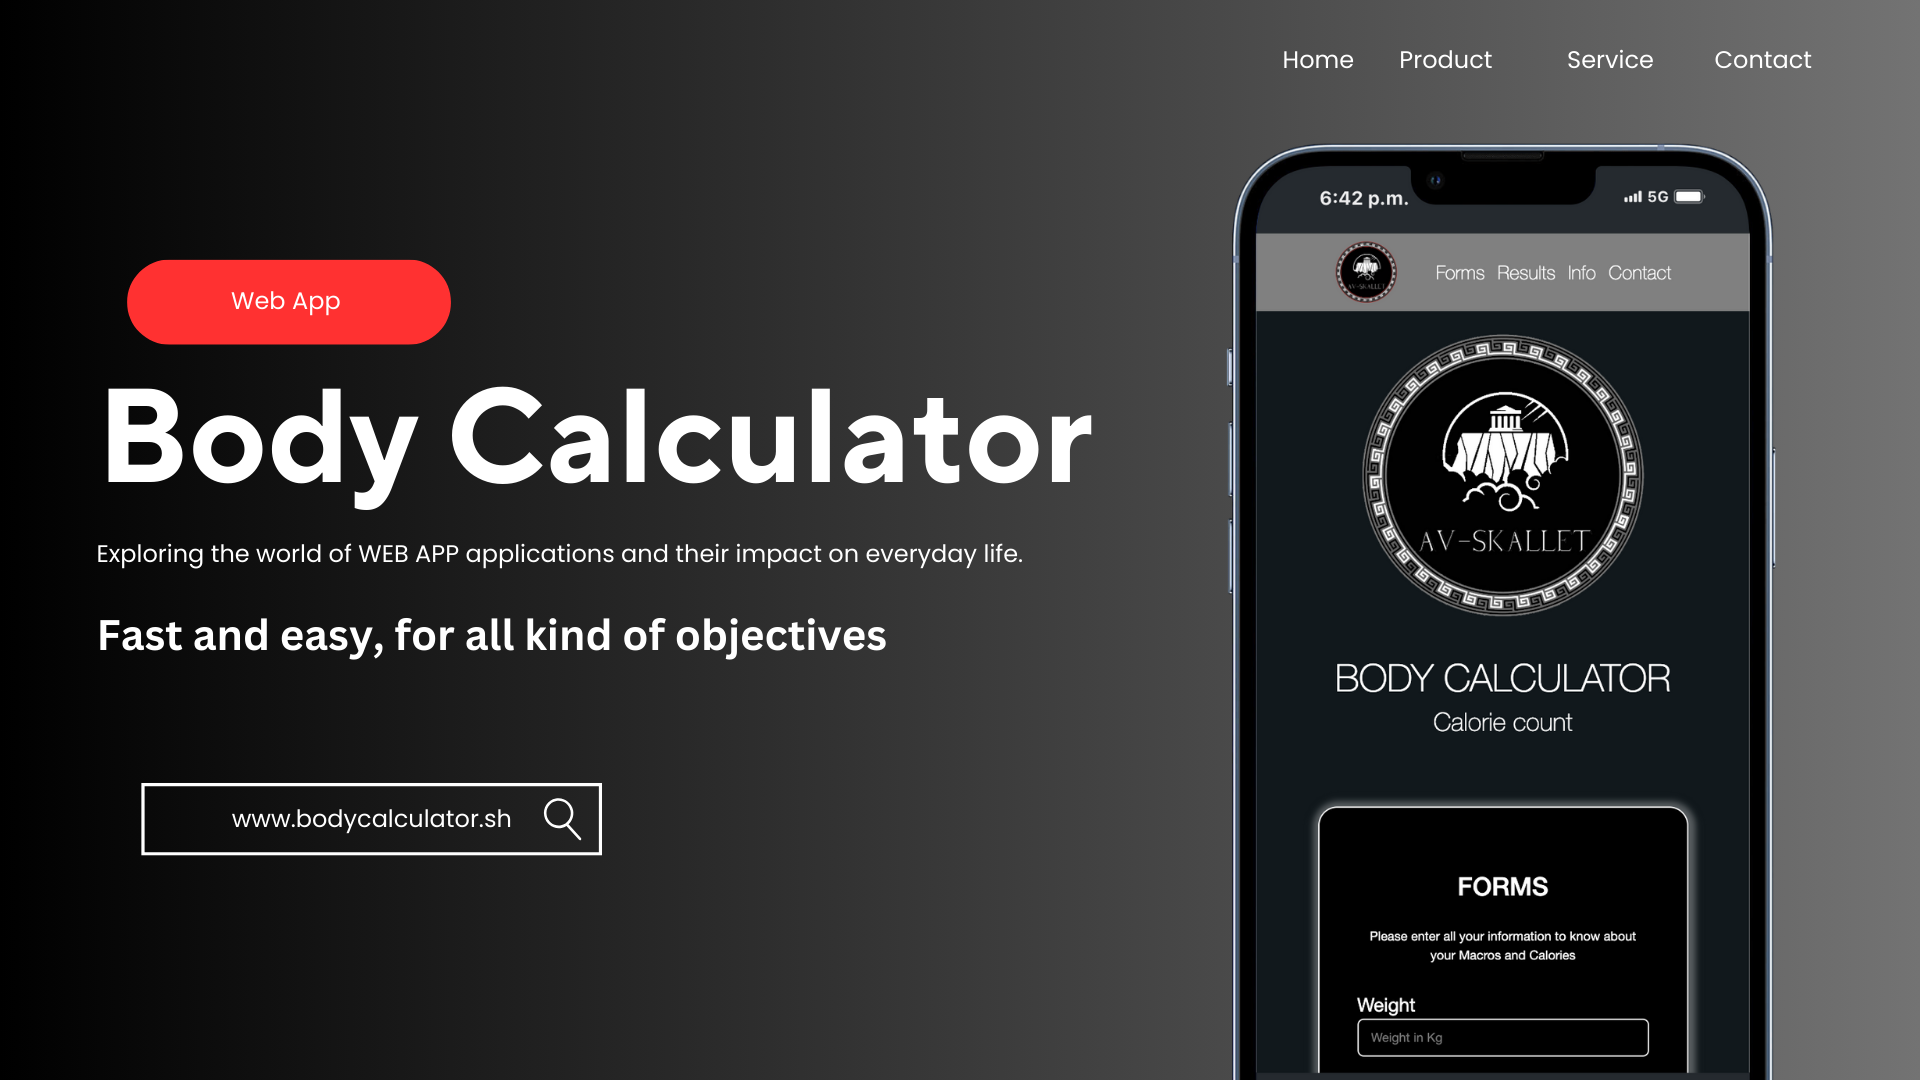 Home Product Service Contact
Web App
Body Calculator
Exploring the world of WEB APP applications and their impact on everyday life.
Fast and easy, for all kind of objectives
www.bodycalculator.sh
6:42 p.m.
5G
AV-SKALLET
Forms Results Info Contact
AV-SKALLET
BODY CALCULATOR
Calorie count
FORMS
Please enter all your information to know about
your Macros and Calories
Weight
Weight in Kg